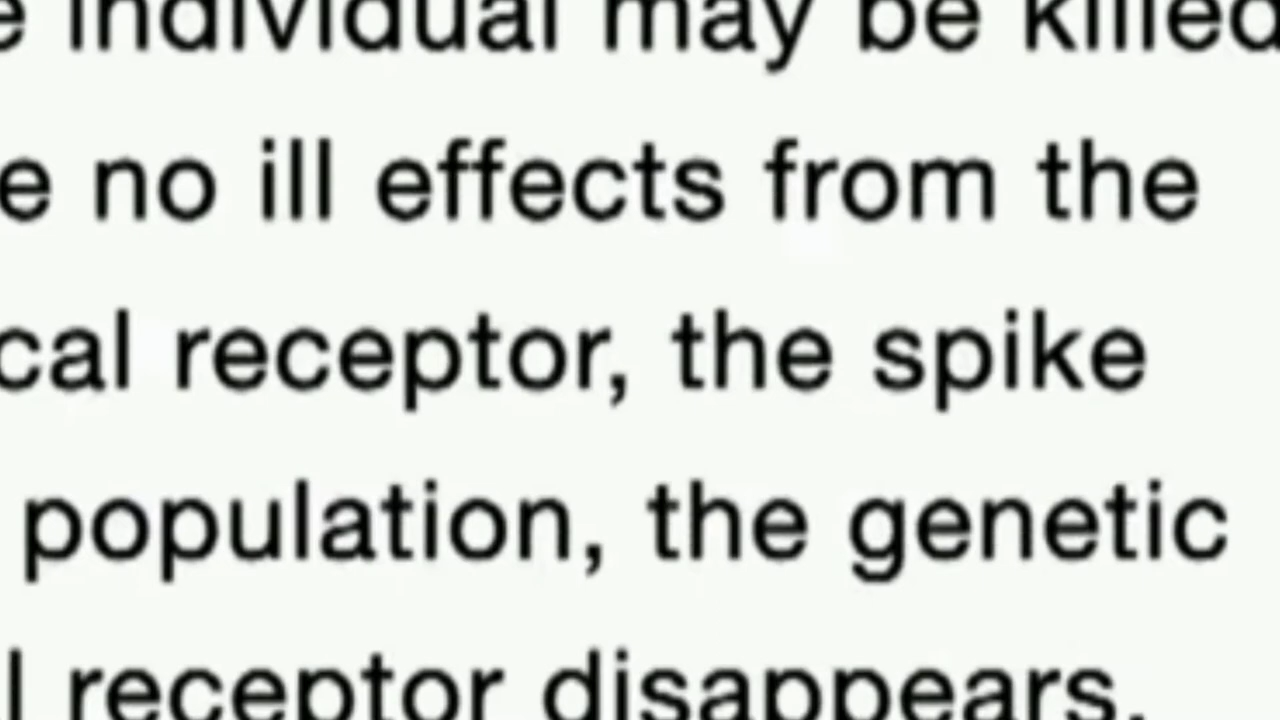 e individual may be killed
e no ill effects from the
cal receptor, the spike
population, the genetic
l receptor disappears.